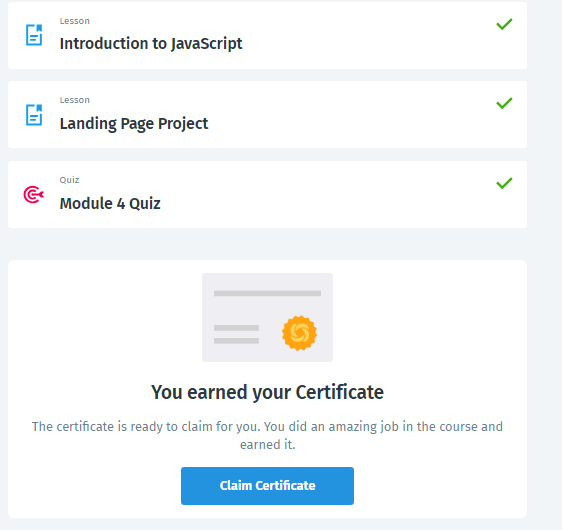 Lesson
Introduction to JavaScript
Lesson
Landing Page Project
Quiz
Module 4 Quiz
You earned your Certificate
The certificate is ready to claim for you. You did an amazing job in the course and
earned it.
Claim Certificate